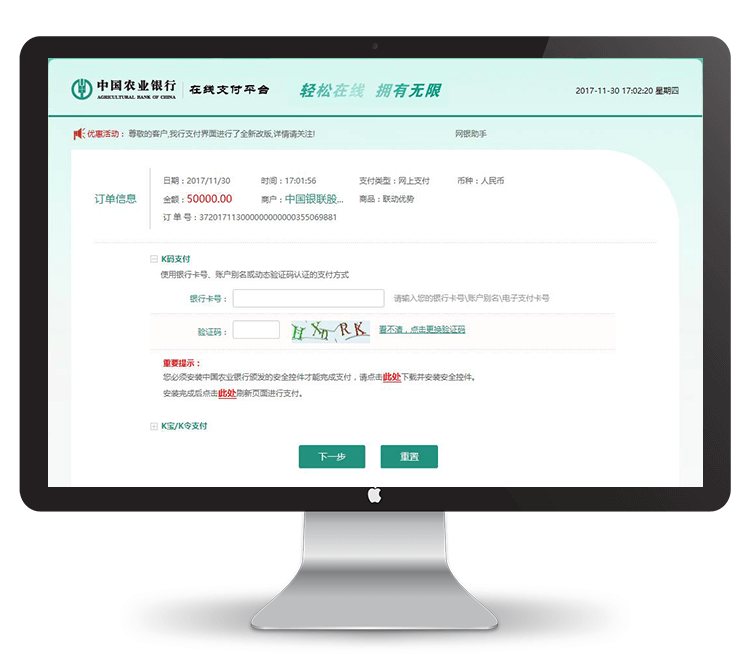 中国农业银行 在线支付平台 轻松在线 拥有无限 2017-11-30 17:02:20 星期四
AGRICULTURAL BANK OF CHINA
优惠活动： 尊敬的客户,我行支付界面进行了全新改版,详情请关注! 网银助手
订单信息
日期：2017/11/30 时间：17:01:56 支付类型：网上支付 币种：人民币
金额：50000.00 商户：中国银联股... 商品：联动优势
订 单 号：37201711300000000000355069881
K码支付
使用银行卡号、账户别名或动态验证码认证的支付方式
银行卡号： 请输入您的银行卡号\账户别名\电子支付卡号
验证码： HXnRK 看不清，点击更换验证码
重要提示：
您必须安装中国农业银行颁发的安全控件才能完成支付，请点击此处下载并安装安全控件。
安装完成后点击此处刷新页面进行支付。
K宝/K令支付
下一步 重置